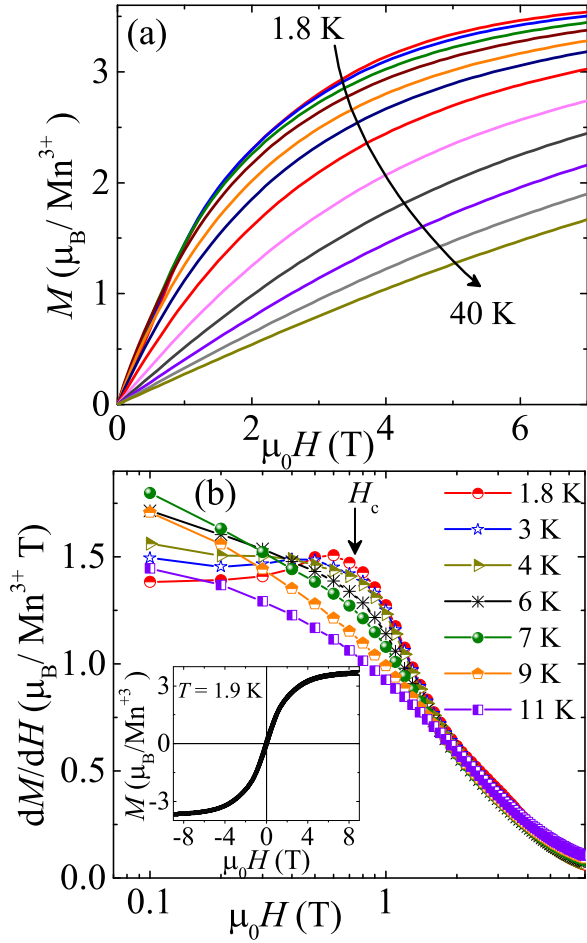 (a)
1.8 K
40 K
3
2
1
0
M (μB/ Mn³⁺)
0 2 4 6
μ₀H (T)
(b)
Hc
1.8 K
3 K
4 K
6 K
7 K
9 K
11 K
1.5
1.0
0.5
0.0
dM/dH (μB/ Mn³⁺ T)
T = 1.9 K
3
0
-3
M (μB/Mn⁺³)
-8 -4 0 4 8
μ₀H (T)
0.1 1
μ₀H (T)